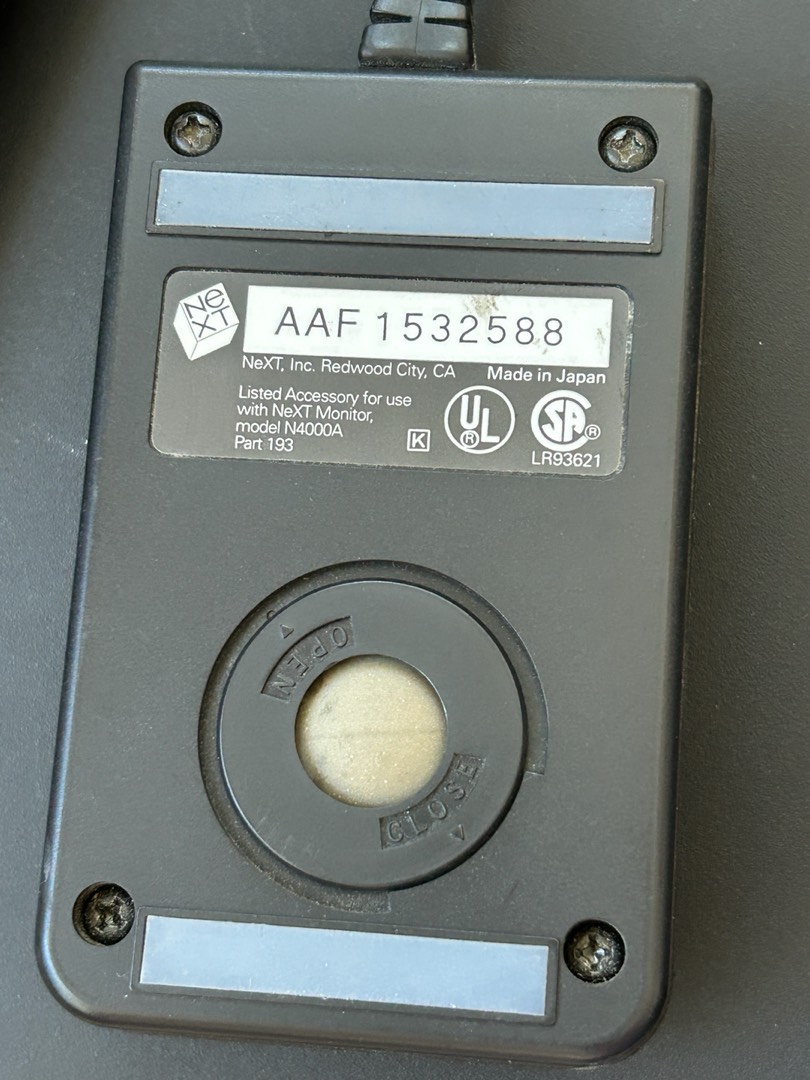 NeXT
AAF 1532588
NeXT, Inc. Redwood City, CA Made in Japan
Listed Accessory for use
with NeXT Monitor,
model N4000A
Part 193
K
UL ®
SA ®
LR93621
OPEN
CLOSE